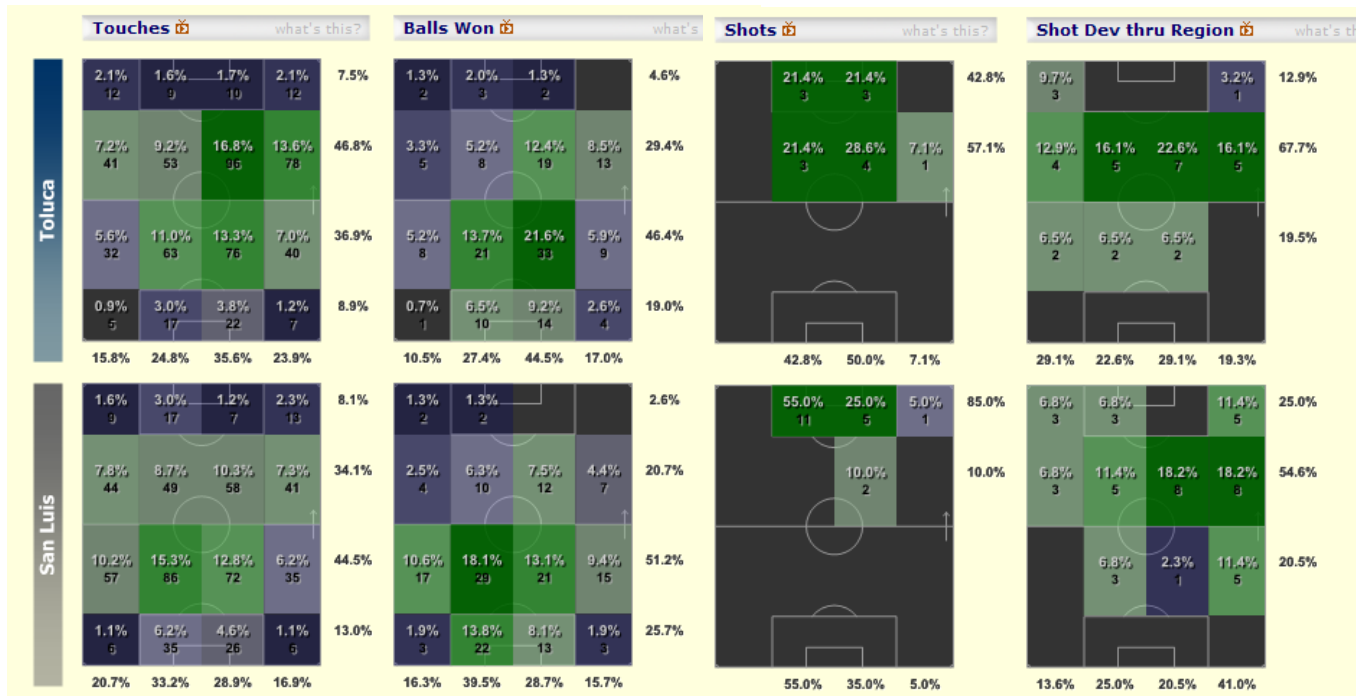 Touches what's this? Balls Won what's Shots what's this? Shot Dev thru Region what's th
Toluca
2.1% 1.6% 1.7% 2.1% 7.5% 1.3% 2.0% 1.3% 4.6% 21.4% 21.4% 42.8% 9.7% 3.2% 12.9%
12 9 10 12 2 3 2 3 3 3 1
7.2% 9.2% 16.8% 13.6% 46.8% 3.3% 5.2% 12.4% 8.5% 29.4% 21.4% 28.6% 7.1% 57.1% 12.9% 16.1% 22.6% 16.1% 67.7%
41 53 96 78 5 8 19 13 3 4 1 4 5 7 5
5.6% 11.0% 13.3% 7.0% 36.9% 5.2% 13.7% 21.6% 5.9% 46.4% 6.5% 6.5% 6.5% 19.5%
32 63 76 40 8 21 33 9 2 2 2
0.9% 3.0% 3.8% 1.2% 8.9% 0.7% 6.5% 9.2% 2.6% 19.0%
5 17 22 7 1 10 14 4
15.8% 24.8% 35.6% 23.9% 10.5% 27.4% 44.5% 17.0% 42.8% 50.0% 7.1% 29.1% 22.6% 29.1% 19.3%
San Luis
1.6% 3.0% 1.2% 2.3% 8.1% 1.3% 1.3% 2.6% 55.0% 25.0% 5.0% 85.0% 6.8% 6.8% 11.4% 25.0%
9 17 7 13 2 2 11 5 1 3 3 5
7.8% 8.7% 10.3% 7.3% 34.1% 2.5% 6.3% 7.5% 4.4% 20.7% 10.0% 10.0% 6.8% 11.4% 18.2% 18.2% 54.6%
44 49 58 41 4 10 12 7 2 3 5 8 8
10.2% 15.3% 12.8% 6.2% 44.5% 10.6% 18.1% 13.1% 9.4% 51.2% 6.8% 2.3% 11.4% 20.5%
57 86 72 35 17 29 21 15 3 1 5
1.1% 6.2% 4.6% 1.1% 13.0% 1.9% 13.8% 8.1% 1.9% 25.7%
6 35 26 6 3 22 13 3
20.7% 33.2% 28.9% 16.9% 16.3% 39.5% 28.7% 15.7% 55.0% 35.0% 5.0% 13.6% 25.0% 20.5% 41.0%